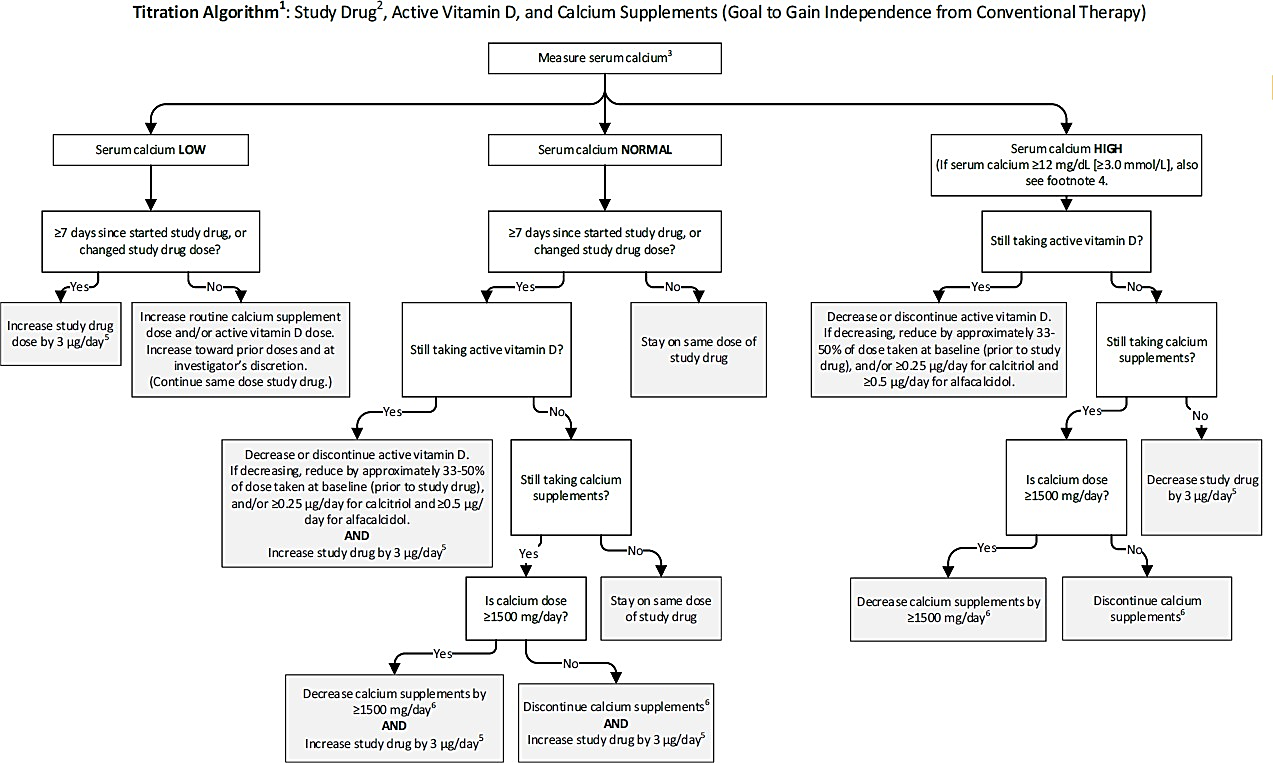 Titration Algorithm1: Study Drug2, Active Vitamin D, and Calcium Supplements (Goal to Gain Independence from Conventional Therapy)
Measure serum calcium3
Serum calcium LOW
Serum calcium NORMAL
Serum calcium HIGH
(If serum calcium ≥12 mg/dL [≥3.0 mmol/L], also
see footnote 4.
≥7 days since started study drug, or
changed study drug dose?
≥7 days since started study drug, or
changed study drug dose?
Still taking active vitamin D?
Yes
No
Yes
No
Yes
No
Increase study drug
dose by 3 µg/day5
Increase routine calcium supplement
dose and/or active vitamin D dose.
Increase toward prior doses and at
investigator's discretion.
(Continue same dose study drug.)
Still taking active vitamin D?
Stay on same dose of
study drug
Decrease or discontinue active vitamin D.
If decreasing, reduce by approximately 33-
50% of dose taken at baseline (prior to study
drug), and/or ≥0.25 µg/day for calcitriol and
≥0.5 µg/day for alfacalcidol.
Still taking calcium
supplements?
Yes
No
Yes
No
Decrease or discontinue active vitamin D.
If decreasing, reduce by approximately 33-50%
of dose taken at baseline (prior to study drug),
and/or ≥0.25 µg/day for calcitriol and ≥0.5 µg/
day for alfacalcidol.
AND
Increase study drug by 3 µg/day5
Still taking calcium
supplements?
Is calcium dose
≥1500 mg/day?
Decrease study drug
by 3 µg/day5
Yes
No
Yes
No
Is calcium dose
≥1500 mg/day?
Stay on same dose
of study drug
Decrease calcium supplements by
≥1500 mg/day6
Discontinue calcium
supplements6
Yes
No
Decrease calcium supplements by
≥1500 mg/day6
AND
Increase study drug by 3 µg/day5
Discontinue calcium supplements6
AND
Increase study drug by 3 µg/day5